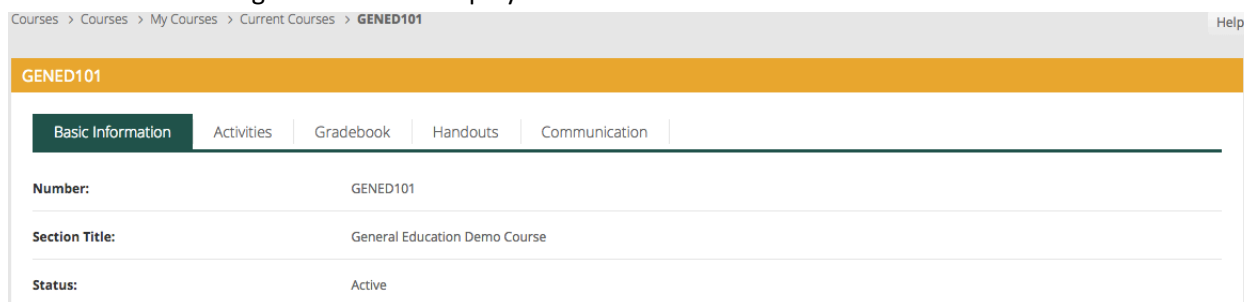 Courses > Courses > My Courses > Current Courses > GENED101
Help
GENED101
Basic Information Activities Gradebook Handouts Communication
Number: GENED101
Section Title: General Education Demo Course
Status: Active